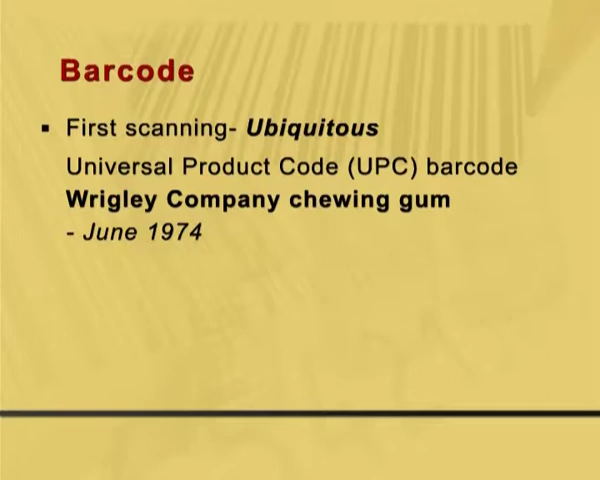 Barcode
▪ First scanning- Ubiquitous
Universal Product Code (UPC) barcode
Wrigley Company chewing gum
- June 1974